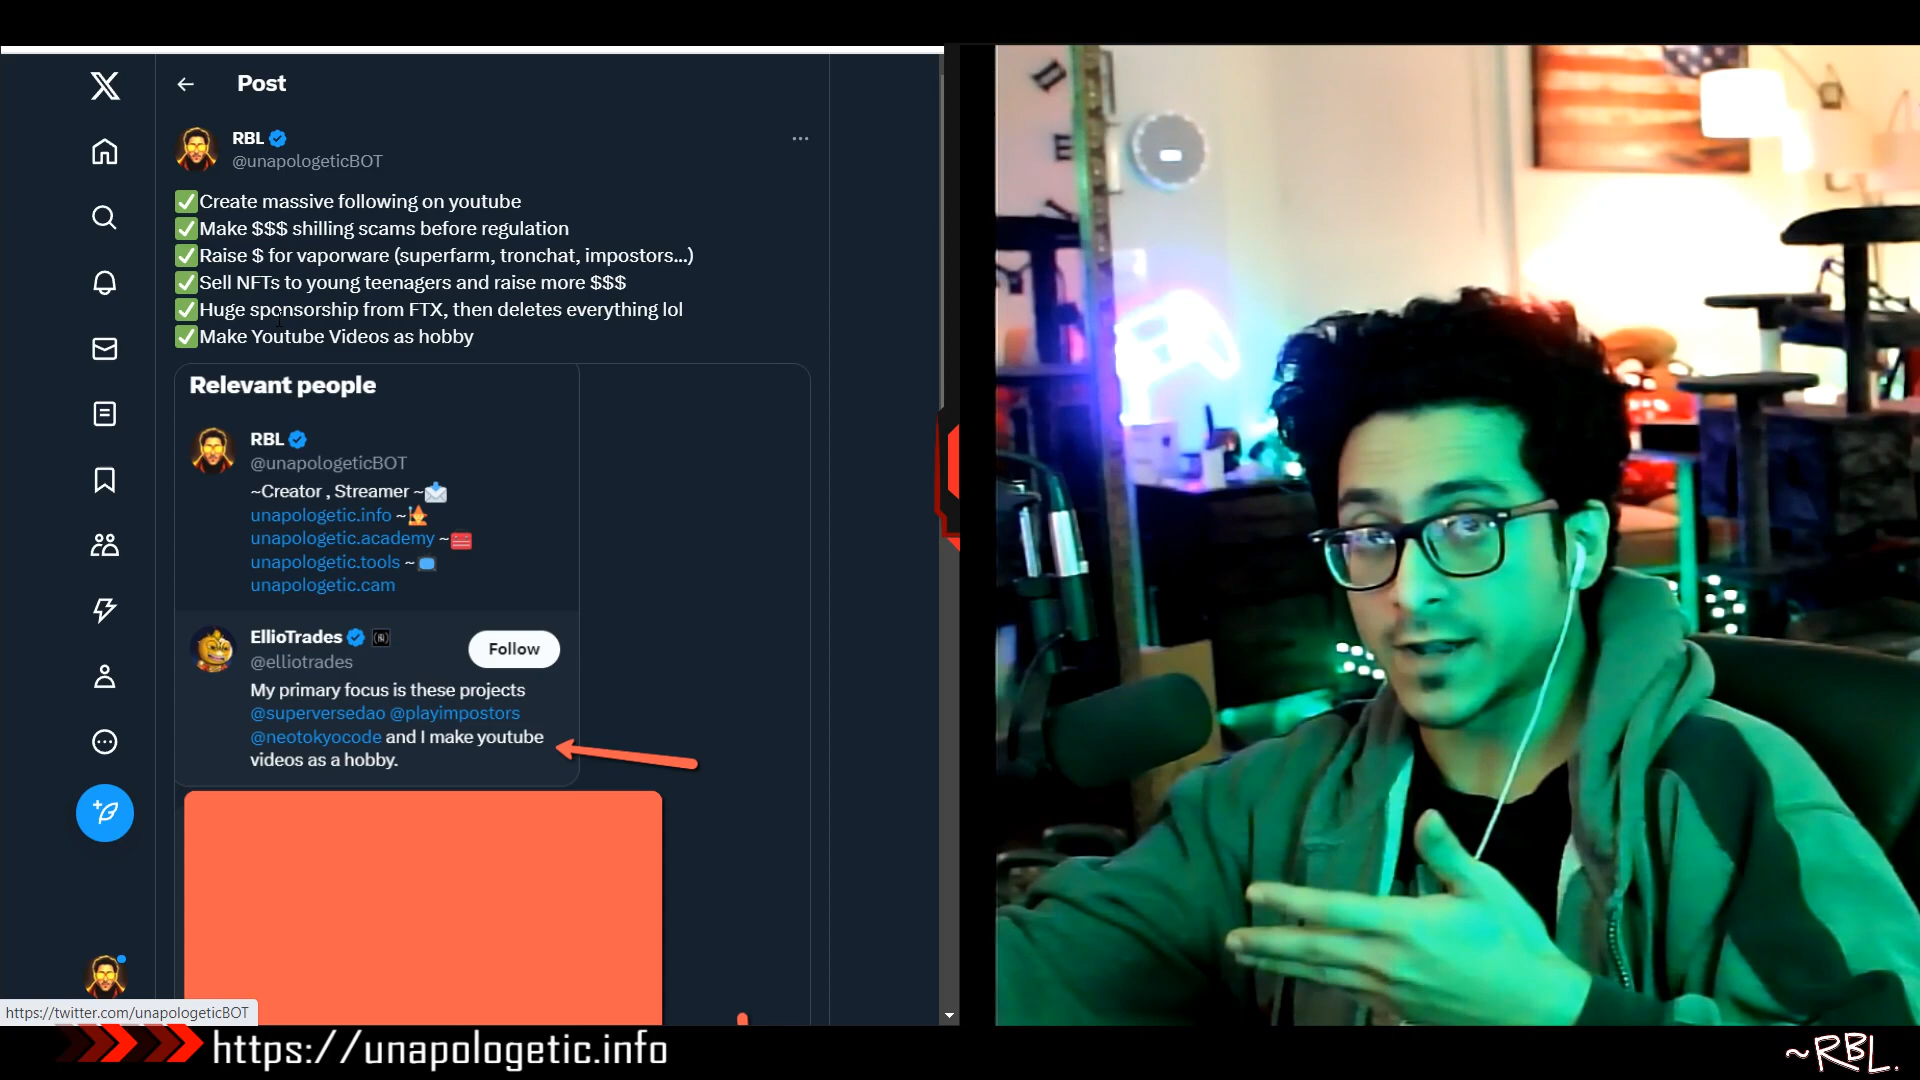 Post
RBL
@unapologeticBOT
✅Create massive following on youtube
✅Make $$$ shilling scams before regulation
✅Raise $ for vaporware (superfarm, tronchat, impostors...)
✅Sell NFTs to young teenagers and raise more $$$
✅Huge sponsorship from FTX, then deletes everything lol
✅Make Youtube Videos as hobby
Relevant people
RBL
@unapologeticBOT
~Creator , Streamer ~📩
unapologetic.info ~
unapologetic.academy ~🧰
unapologetic.tools ~
unapologetic.cam
EllioTrades
@elliotrades
Follow
My primary focus is these projects
@superversedao @playimpostors
@neotokyocode and I make youtube
videos as a hobby.
https://twitter.com/unapologeticBOT
https://unapologetic.info
~RBL.